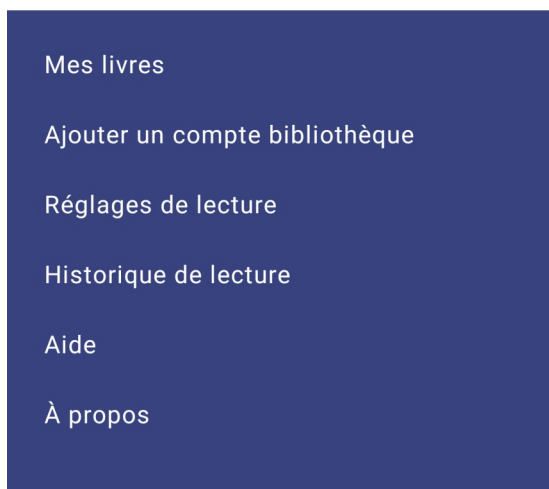 Mes livres
Ajouter un compte bibliothèque
Réglages de lecture
Historique de lecture
Aide
À propos